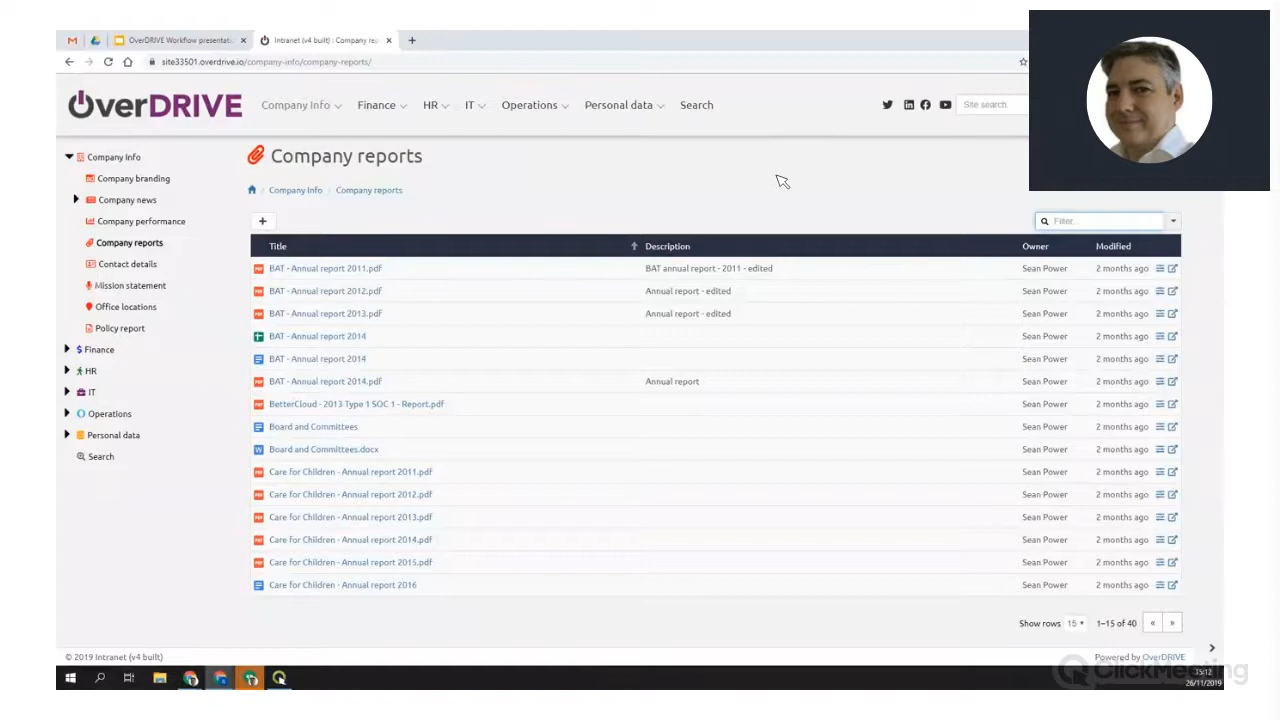 OverDRIVE Workflow presentati
Intranet (v4 built) : Company rep
site33501.overdrive.io/company-info/company-reports/
OverDRIVE Company Info Finance HR IT Operations Personal data Search Site search
Company Info
Company branding
Company news
Company performance
Company reports
Contact details
Mission statement
Office locations
Policy report
$ Finance
HR
IT
Operations
Personal data
Search
Company reports
/ Company Info / Company reports
+ Filter...
Title Description Owner Modified
BAT - Annual report 2011.pdf BAT annual report - 2011 - edited Sean Power 2 months ago
BAT - Annual report 2012.pdf Annual report - edited Sean Power 2 months ago
BAT - Annual report 2013.pdf Annual report - edited Sean Power 2 months ago
BAT - Annual report 2014 Sean Power 2 months ago
BAT - Annual report 2014 Sean Power 2 months ago
BAT - Annual report 2014.pdf Annual report Sean Power 2 months ago
BetterCloud - 2013 Type 1 SOC 1 - Report.pdf Sean Power 2 months ago
Board and Committees Sean Power 2 months ago
Board and Committees.docx Sean Power 2 months ago
Care for Children - Annual report 2011.pdf Sean Power 2 months ago
Care for Children - Annual report 2012.pdf Sean Power 2 months ago
Care for Children - Annual report 2013.pdf Sean Power 2 months ago
Care for Children - Annual report 2014.pdf Sean Power 2 months ago
Care for Children - Annual report 2015.pdf Sean Power 2 months ago
Care for Children - Annual report 2016 Sean Power 2 months ago
Show rows 15 1–15 of 40 « »
© 2019 Intranet (v4 built) Powered by OverDRIVE
ClickMeeting
15:12
26/11/2019